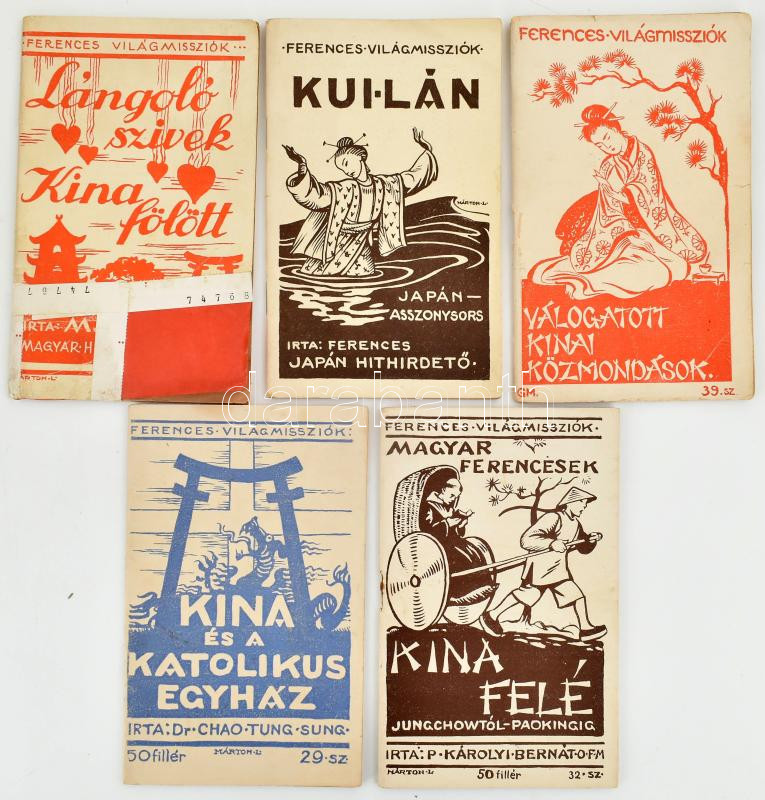 ·FERENCES VILÁGMISSZIÓK···
Lángoló
szivek
Kina
fölött
74767
74768
IRTA: M
MAGYAR·H
MÁRTON·L·
·FERENCES·VILÁGMISSZIÓK·
KUI·LÁN
MÁRTON·L·
JAPÁN—
ASSZONYSORS
IRTA: FERENCES
JAPÁN HITHIRDETŐ·
FERENCES·VILÁGMISSZIÓK
VÁLOGATOTT
KINAI
KÖZMONDÁSOK.
GM.
39.SZ.
darabanth
FERENCES·VILÁGMISSZIÓK:
KINA
ÉS A
KATOLIKUS
EGYHÁZ
IRTA: Dr·CHAO·TUNG·SUNG·
50 fillér
MÁRTON·L·
29·SZ·
FERENCES·VILÁGMISSZIÓK·
MAGYAR
FERENCESEK
KINA
FELÉ
JUNGCHOWTÓL-PAOKINGIG
IRTA: P·KÁROLYI·BERNÁT·O·F·M
MÁRTON·L
50 fillér
32·SZ·